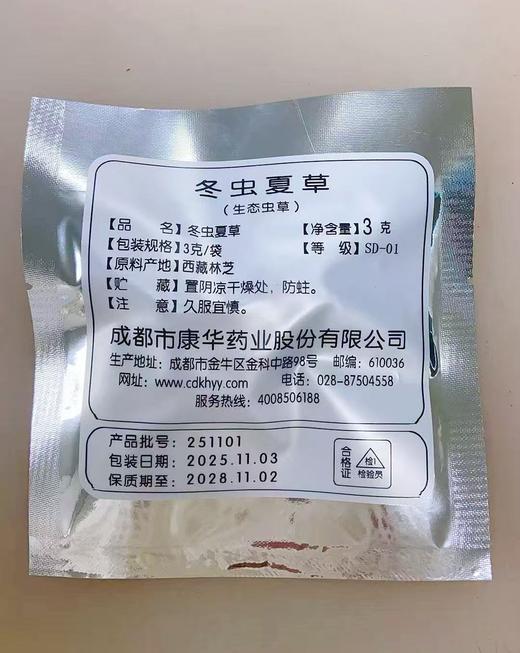 冬虫夏草
(生态虫草)
【品 名】冬虫夏草 【净含量】3克
【包装规格】3克/袋 【等 级】SD-01
【原料产地】西藏林芝
【贮 藏】置阴凉干燥处，防蛀。
【注 意】久服宜慎。
成都市康华药业股份有限公司
生产地址：成都市金牛区金科中路98号 邮编：610036
网址：www.cdkhyy.com 电话：028-87504558
服务热线：4008506188
产品批号：251101
包装日期：2025.11.03
保质期至：2028.11.02
合格证
检1
检验员